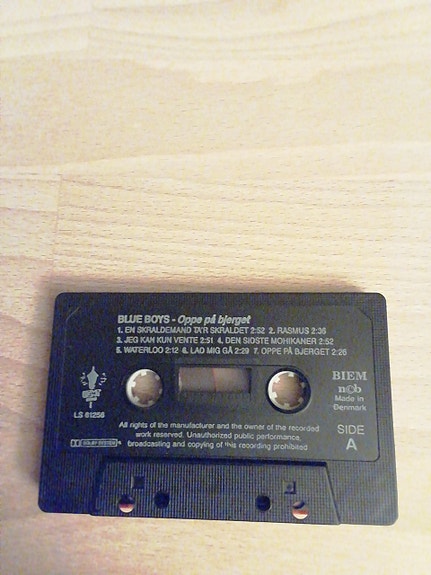 BLUE BOYS - Oppe på bjerget
1. EN SKRALDEMAND TA'R SKRALDET 2:52 2. RASMUS 2:36
3. JEG KAN KUN VENTE 2:51 4. DEN SIDSTE MOHIKANER 2:52
5. WATERLOO 2:12 6. LAD MIG GÅ 2:29 7. OPPE PÅ BJERGET 2:26
BIEM
ncb
Made in
Denmark
LS 81258
SIDE
A
All rights of the manufacturer and the owner of the recorded
work reserved. Unauthorized public performance,
broadcasting and copying of this recording prohibited
DOLBY SYSTEM